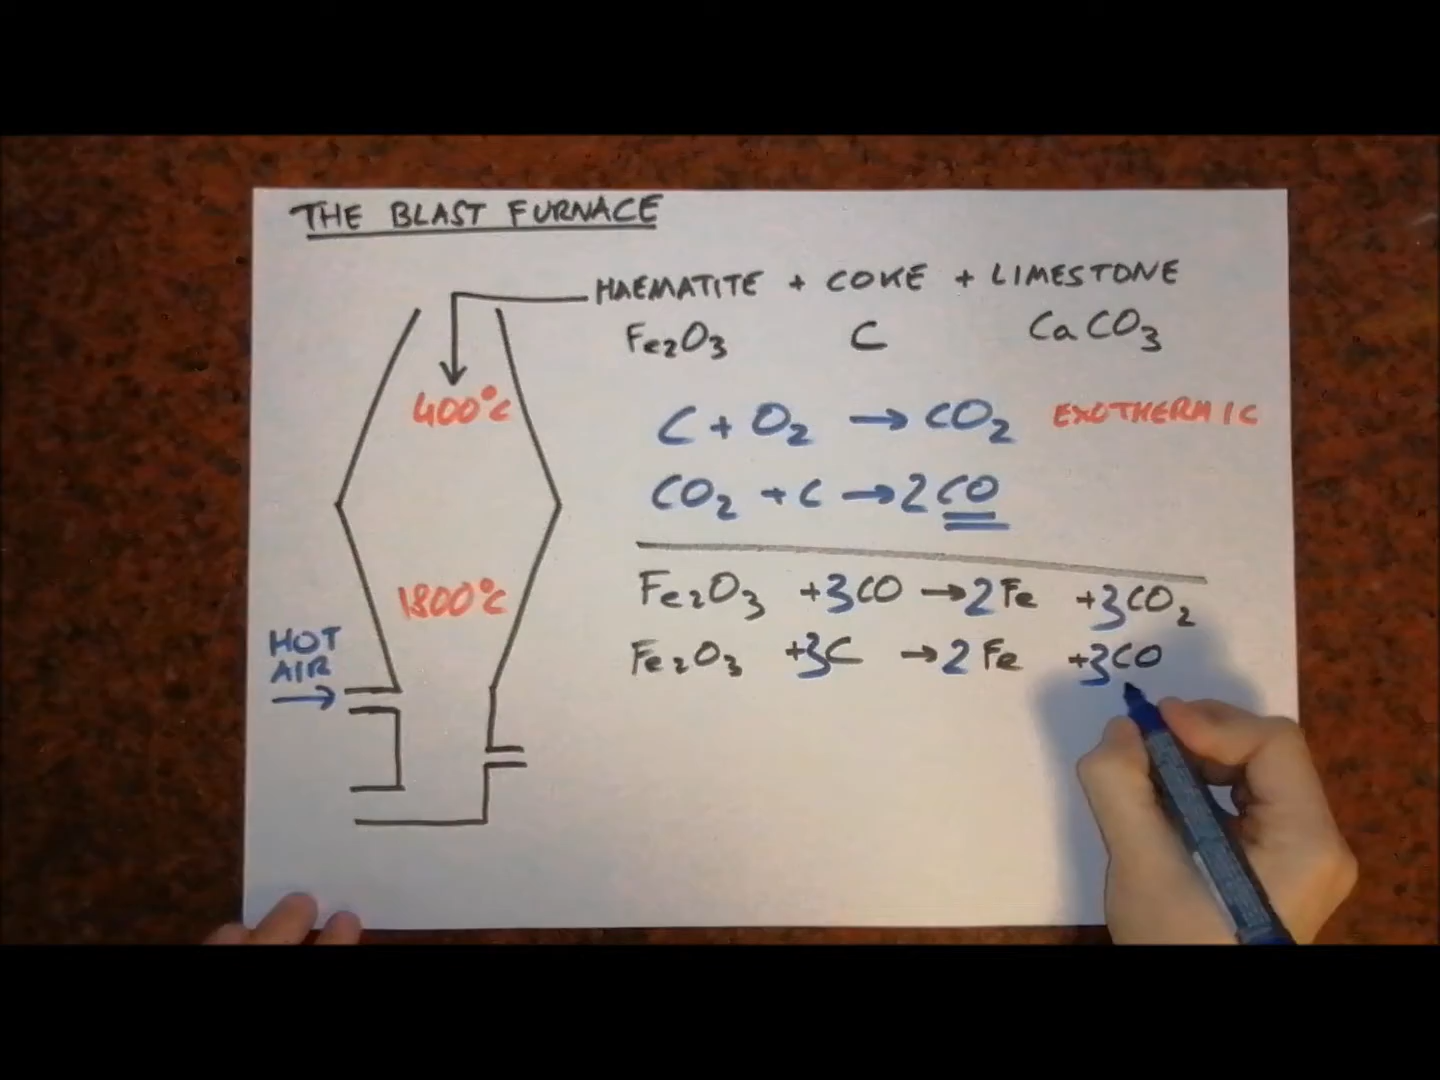 THE BLAST FURNACE
HAEMATITE + COKE + LIMESTONE
Fe₂O₃ C CaCO₃
400°C
C + O₂ → CO₂ EXOTHERMIC
CO₂ + C → 2CO
1800°C
Fe₂O₃ +3CO → 2Fe +3CO₂
HOT
AIR
Fe₂O₃ +3C → 2Fe +3CO